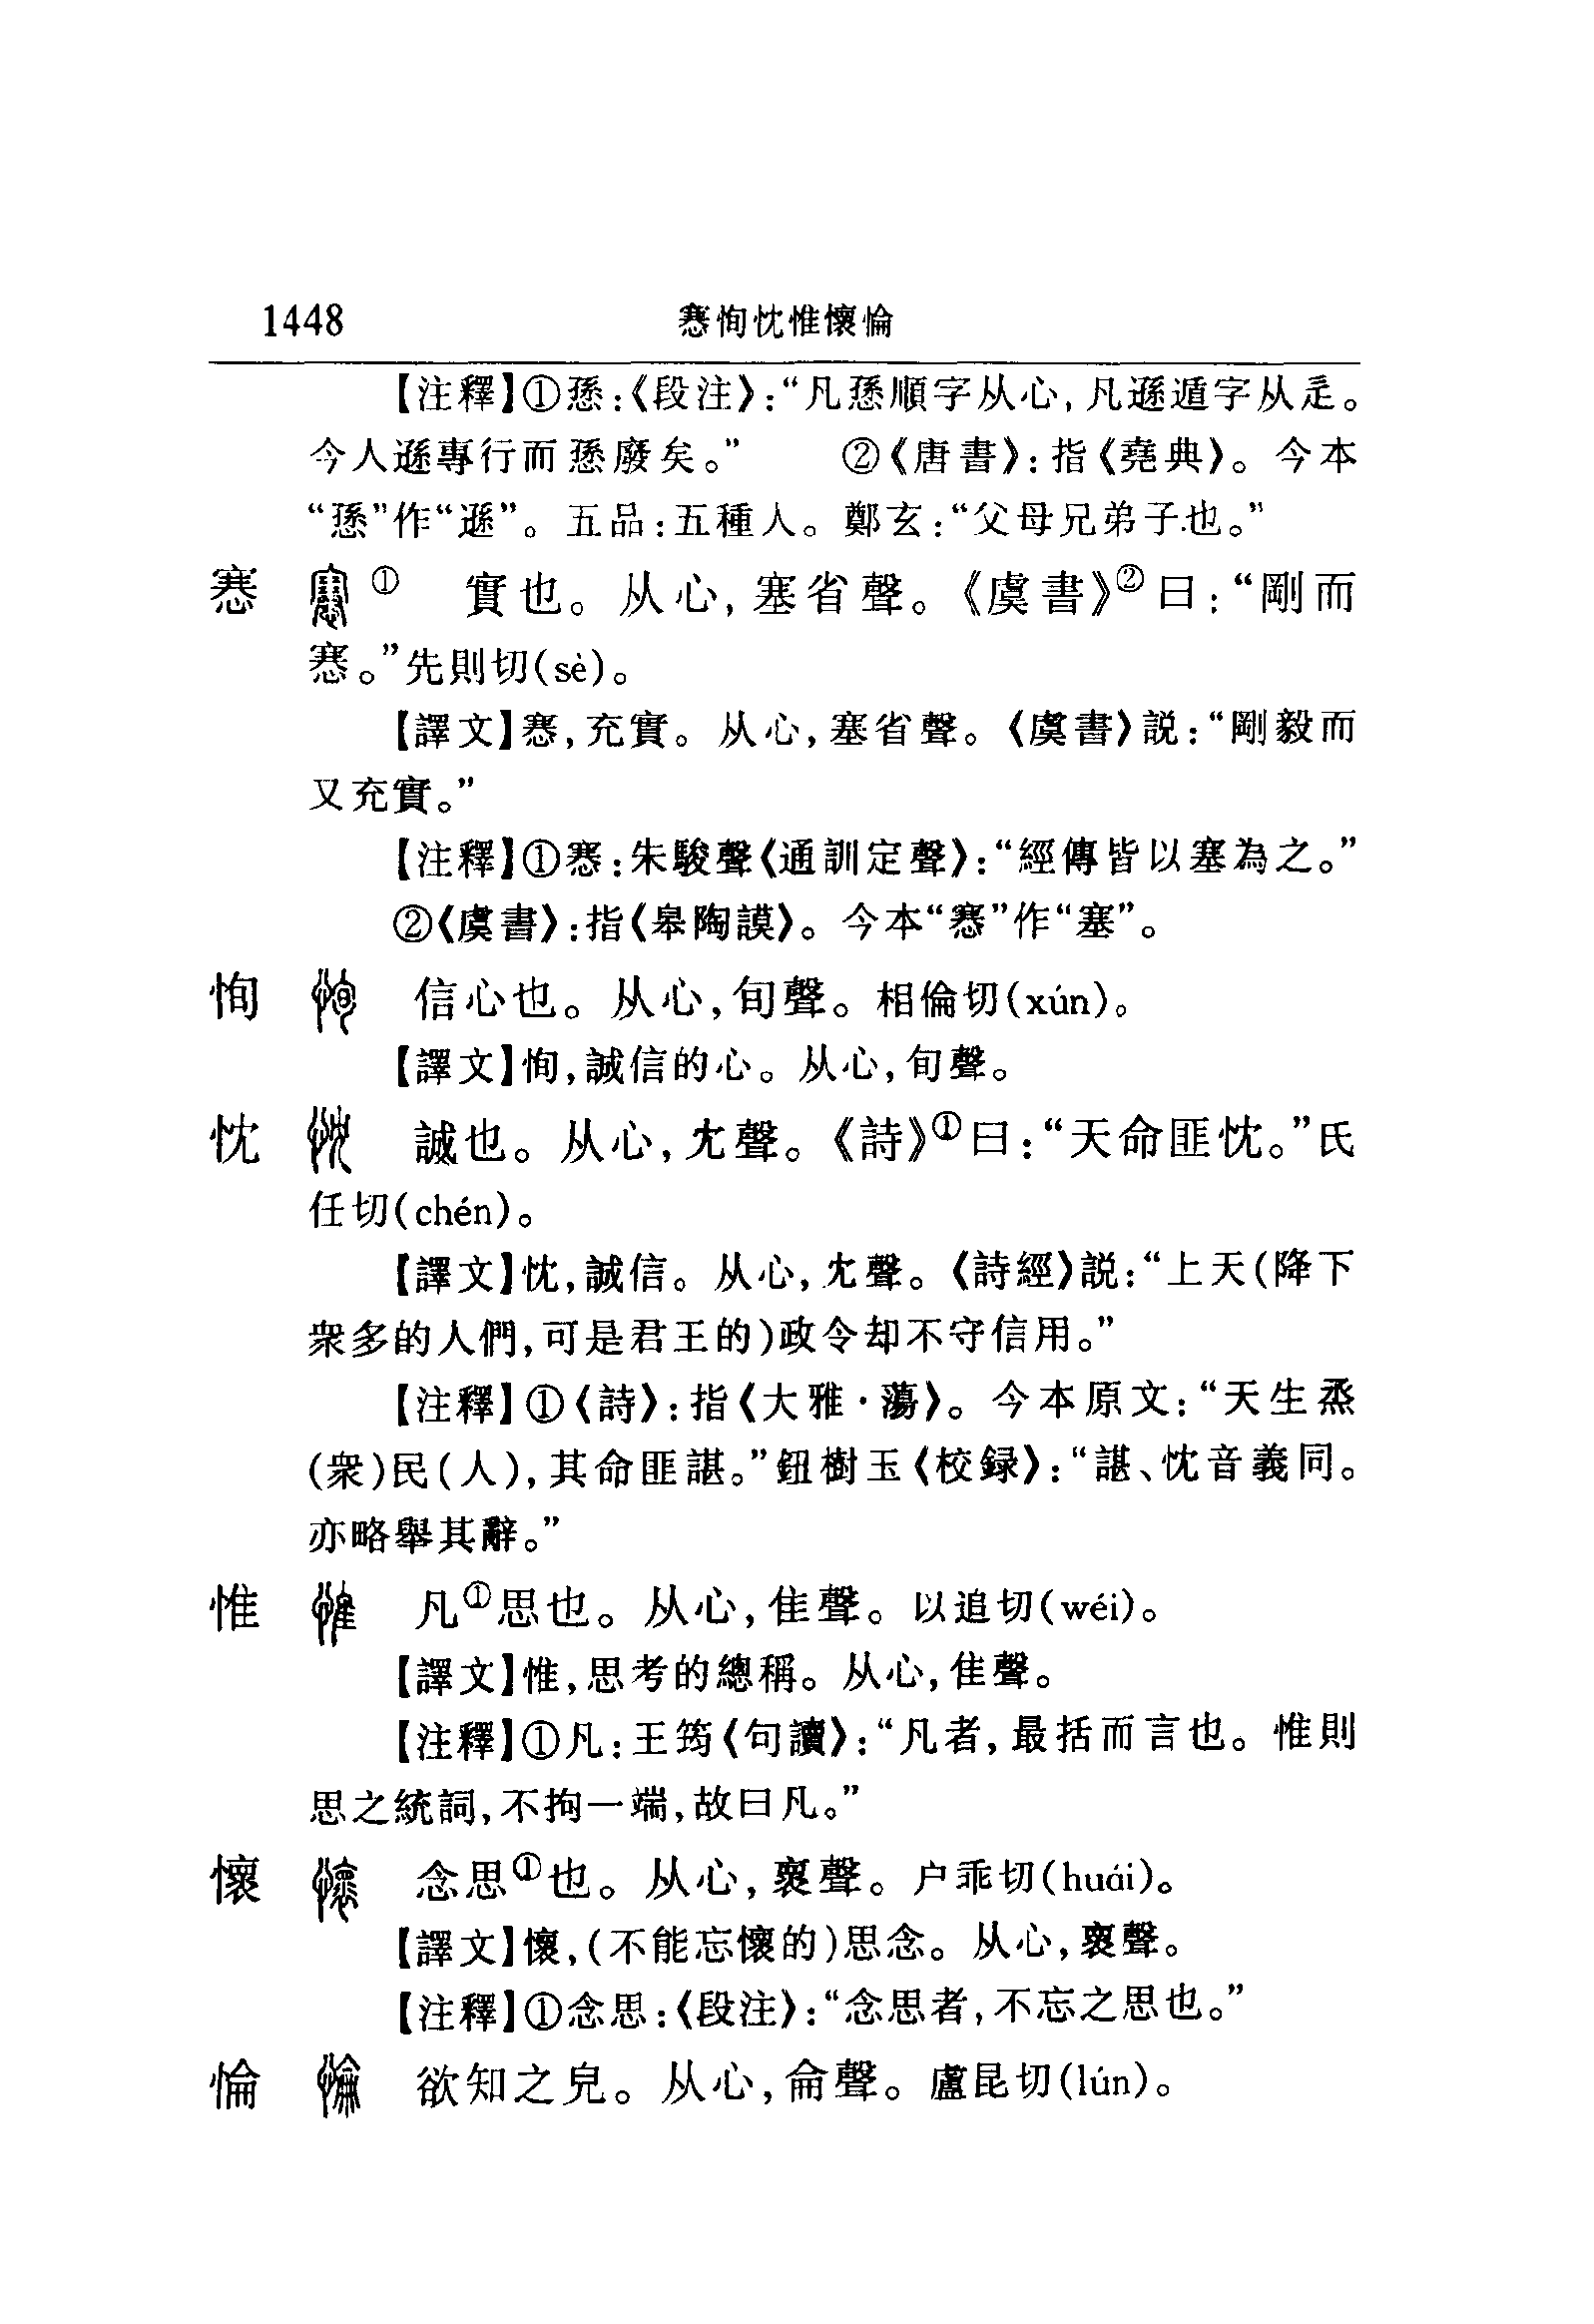 1448 㥶恂忱惟懷惀
【注釋】①愻:《段注》:“凡愻順字从心,凡遜遁字从辵。
今人遜專行而愻廢矣。” ②《唐書》:指《堯典》。今本
“愻”作“遜”。五品:五種人。鄭玄:“父母兄弟子也。”
㥶 ① 實也。从心,塞省聲。《虞書》②曰:“剛而
㥶。”先則切(sè)。
【譯文】㥶,充實。从心,塞省聲。《虞書》説:“剛毅而
又充實。”
【注釋】①㥶:朱駿聲《通訓定聲》:“經傳皆以塞為之。”
②《虞書》:指《皋陶謨》。今本“㥶”作“塞”。
恂 信心也。从心,旬聲。相倫切(xún)。
【譯文】恂,誠信的心。从心,旬聲。
忱 誠也。从心,冘聲。《詩》①曰:“天命匪忱。”氏
任切(chén)。
【譯文】忱,誠信。从心,冘聲。《詩經》説:“上天(降下
衆多的人們,可是君王的)政令却不守信用。”
【注釋】①《詩》:指《大雅·蕩》。今本原文:“天生烝
(衆)民(人),其命匪諶。”鈕樹玉《校録》:“諶、忱音義同。
亦略舉其辭。”
惟 凡①思也。从心,隹聲。以追切(wéi)。
【譯文】惟,思考的總稱。从心,隹聲。
【注釋】①凡:王筠《句讀》:“凡者,最括而言也。惟則
思之統詞,不拘一端,故曰凡。”
懷 念思①也。从心,褱聲。户乖切(huái)。
【譯文】懷,(不能忘懷的)思念。从心,褱聲。
【注釋】①念思:《段注》:“念思者,不忘之思也。”
惀 欲知之皃。从心,侖聲。盧昆切(lún)。